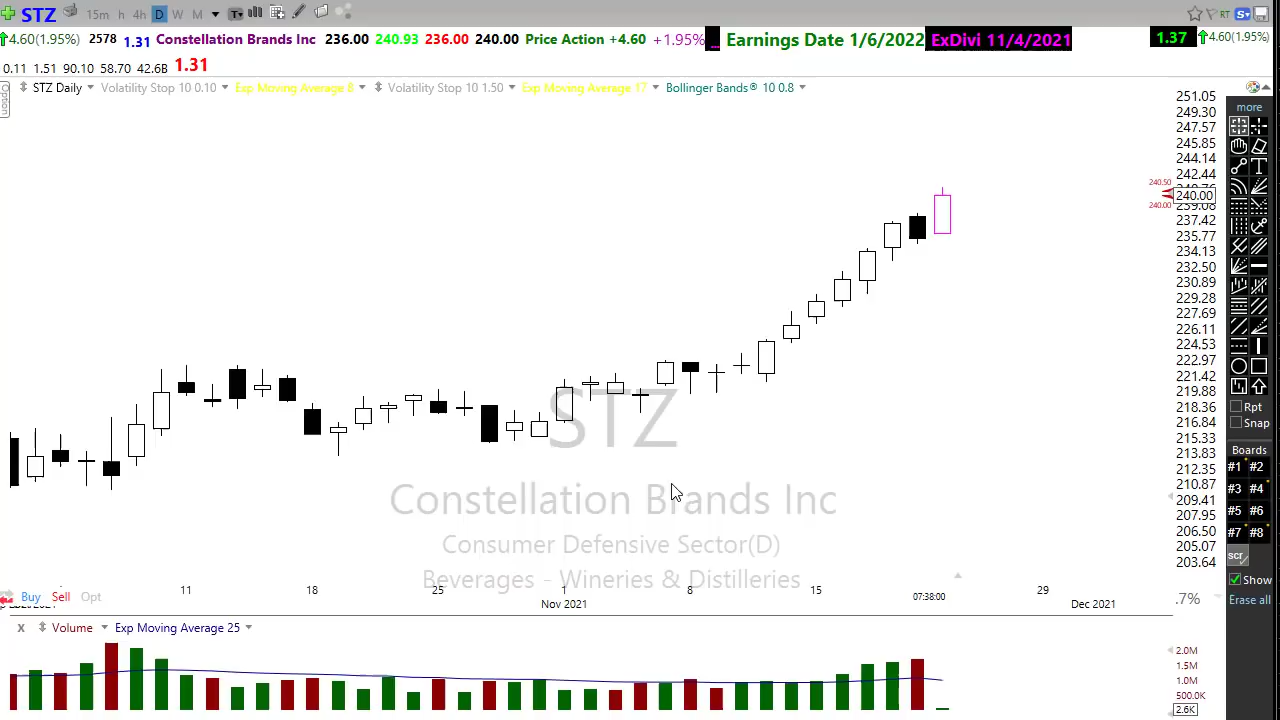 STZ 15m h 4h D W M T RT S
4.60(1.95%) 2578 1.31 Constellation Brands Inc 236.00 240.93 236.00 240.00 Price Action +4.60 +1.95% Earnings Date 1/6/2022 ExDivi 11/4/2021 1.37 4.60(1.95%)
0.11 1.51 90.10 58.70 42.6B 1.31
Option
STZ Daily Volatility Stop 10 0.10 Exp Moving Average 8 Volatility Stop 10 1.50 Exp Moving Average 17 Bollinger Bands® 10 0.8
251.05
249.30
247.57
245.85
244.14
242.44
240.50
240.00
240.00
237.42
235.77
234.13
232.50
230.89
229.28
227.69
226.11
224.53
222.97
221.42
219.88
218.36
216.84
215.33
213.83
212.35
210.87
209.41
207.95
206.50
205.07
203.64
more
Rpt
Snap
Boards
#1 #2
#3 #4
#5 #6
#7 #8
scr
Show
Erase all
STZ
Constellation Brands Inc
Consumer Defensive Sector(D)
Beverages - Wineries & Distilleries
11 18 25 1 8 15 07:38:00 29
Buy Sell Opt
.7%
Nov 2021 Dec 2021
X Volume Exp Moving Average 25
2.0M
1.5M
1.0M
500.0K
2.6K